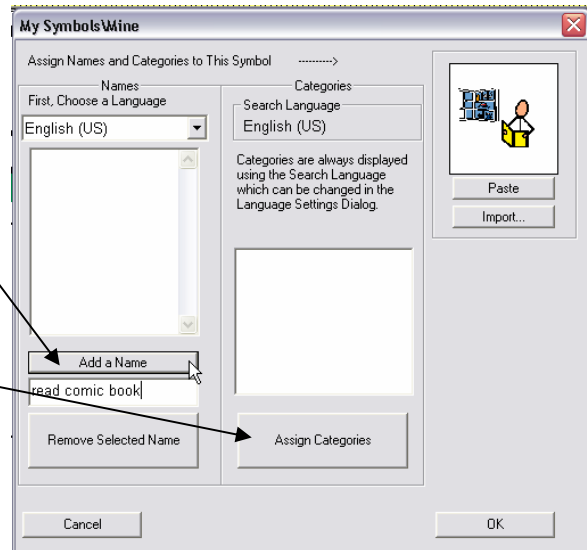 My Symbols\Mine
Assign Names and Categories to This Symbol ---------->
Names
First, Choose a Language
English (US)
Add a Name
read comic book
Remove Selected Name
Categories
Search Language
English (US)
Categories are always displayed
using the Search Language
which can be changed in the
Language Settings Dialog.
Assign Categories
Paste
Import...
Cancel
OK